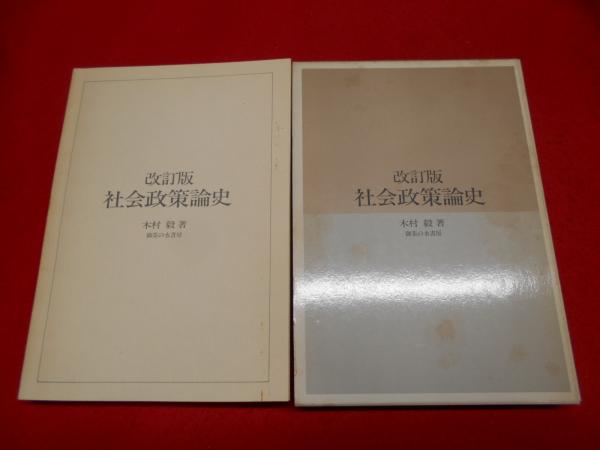 改訂版
社会政策論史
木村 毅 著
御茶の水書房
改訂版
社会政策論史
木村 毅 著
御茶の水書房